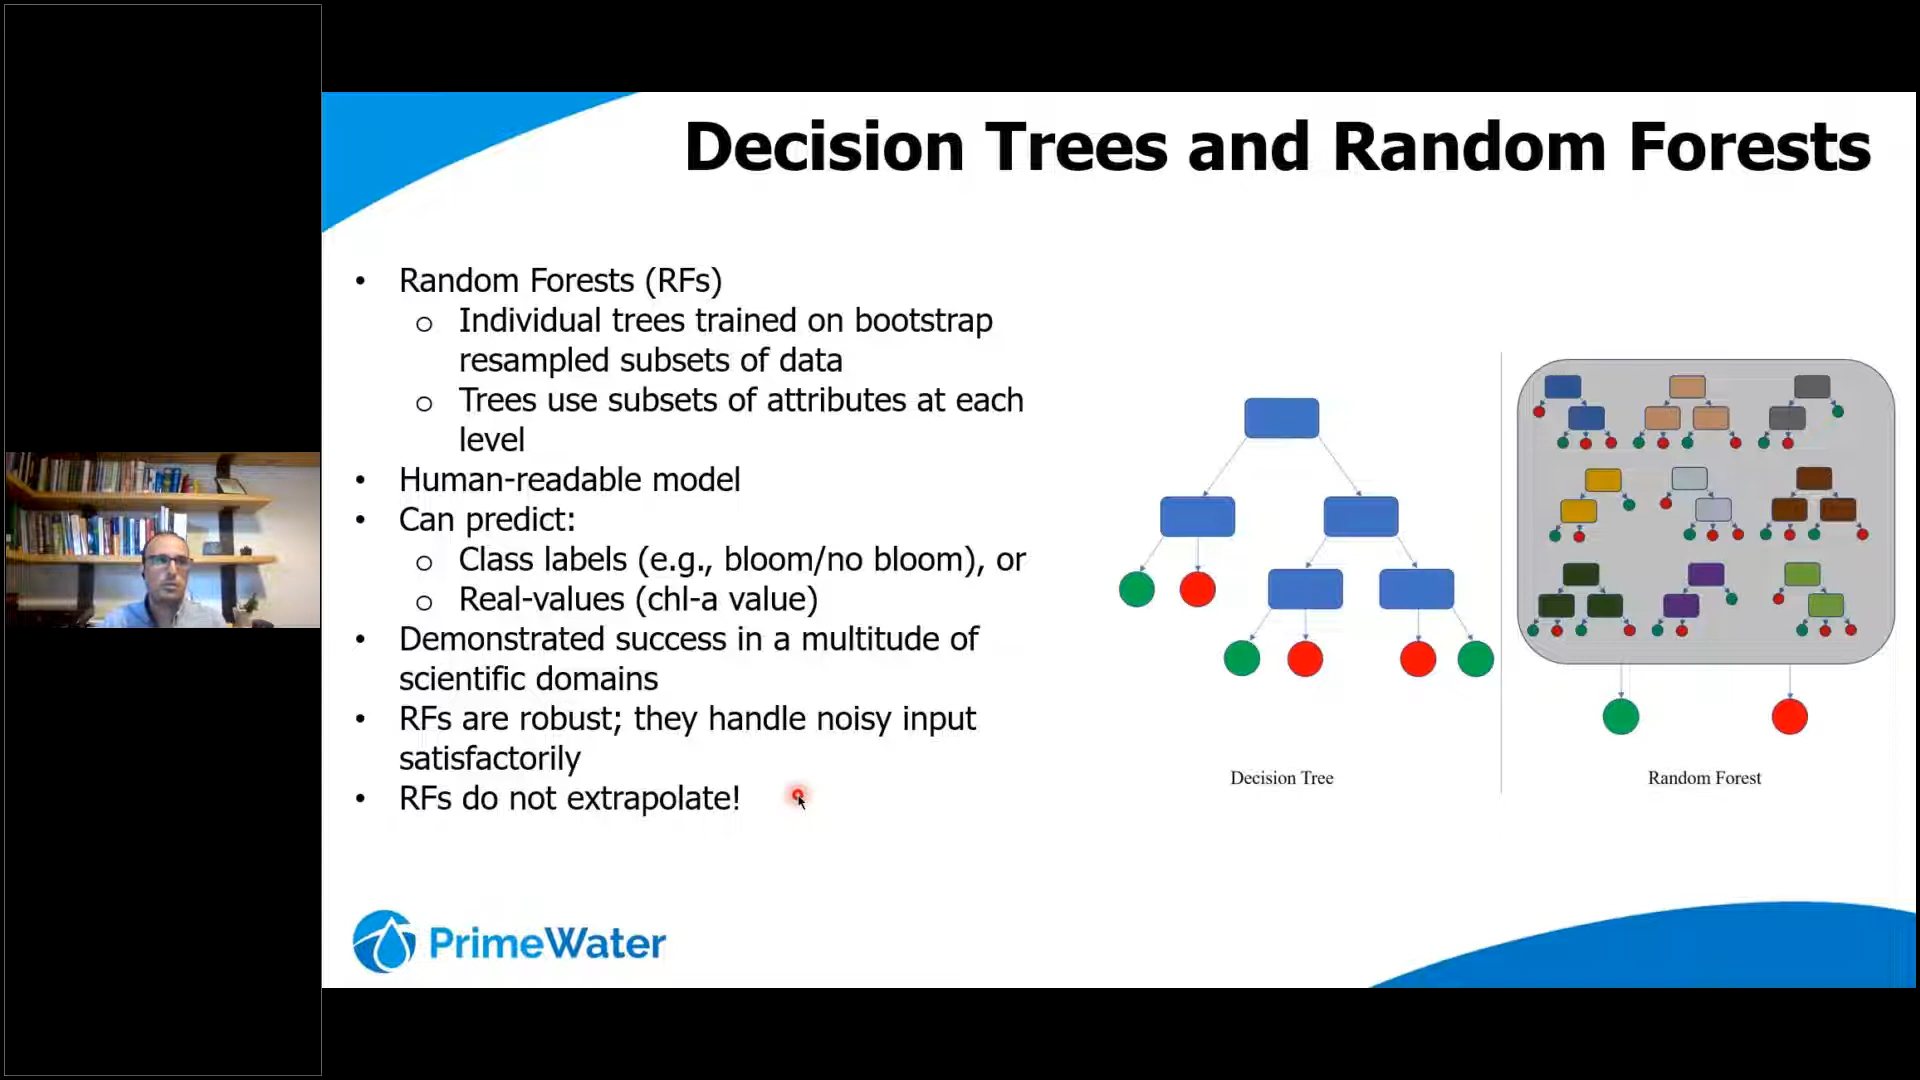 Decision Trees and Random Forests
• Random Forests (RFs)
o Individual trees trained on bootstrap
resampled subsets of data
o Trees use subsets of attributes at each
level
• Human-readable model
• Can predict:
o Class labels (e.g., bloom/no bloom), or
o Real-values (chl-a value)
• Demonstrated success in a multitude of
scientific domains
• RFs are robust; they handle noisy input
satisfactorily
• RFs do not extrapolate!
Decision Tree
Random Forest
PrimeWater